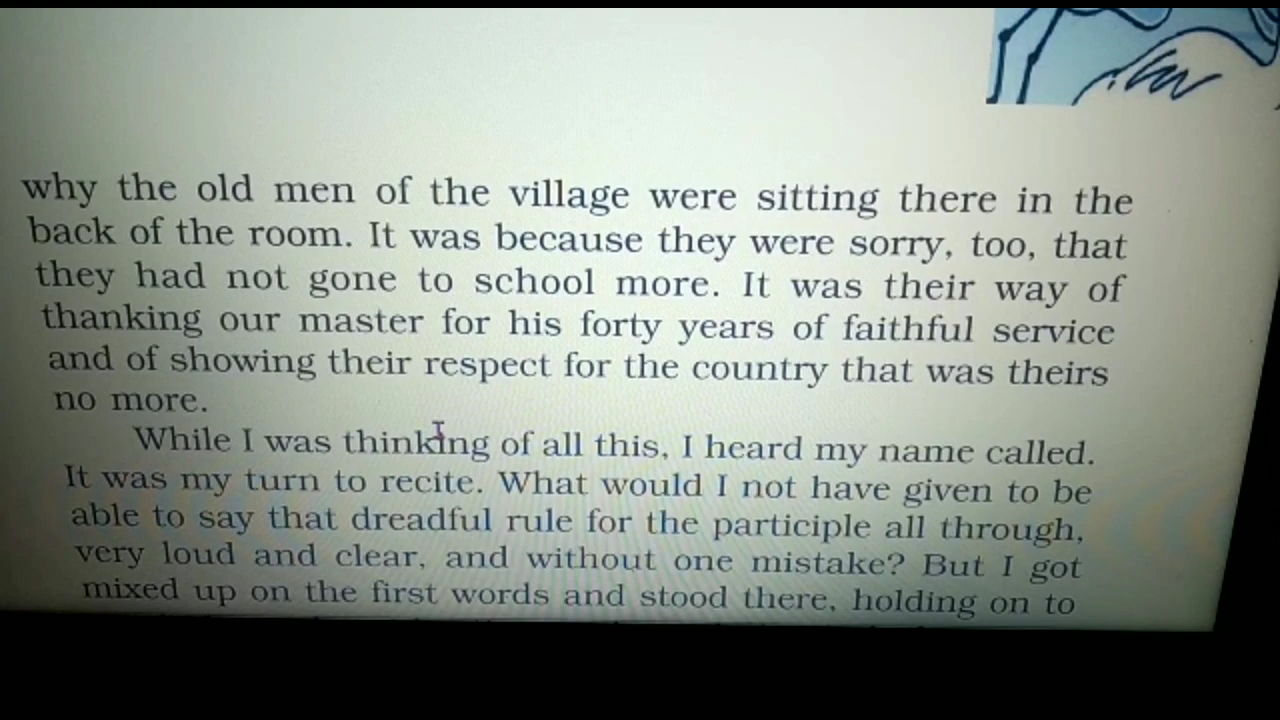 why the old men of the village were sitting there in the
back of the room. It was because they were sorry, too, that
they had not gone to school more. It was their way of
thanking our master for his forty years of faithful service
and of showing their respect for the country that was theirs
no more.
While I was thinking of all this, I heard my name called.
It was my turn to recite. What would I not have given to be
able to say that dreadful rule for the participle all through,
very loud and clear, and without one mistake? But I got
mixed up on the first words and stood there, holding on to